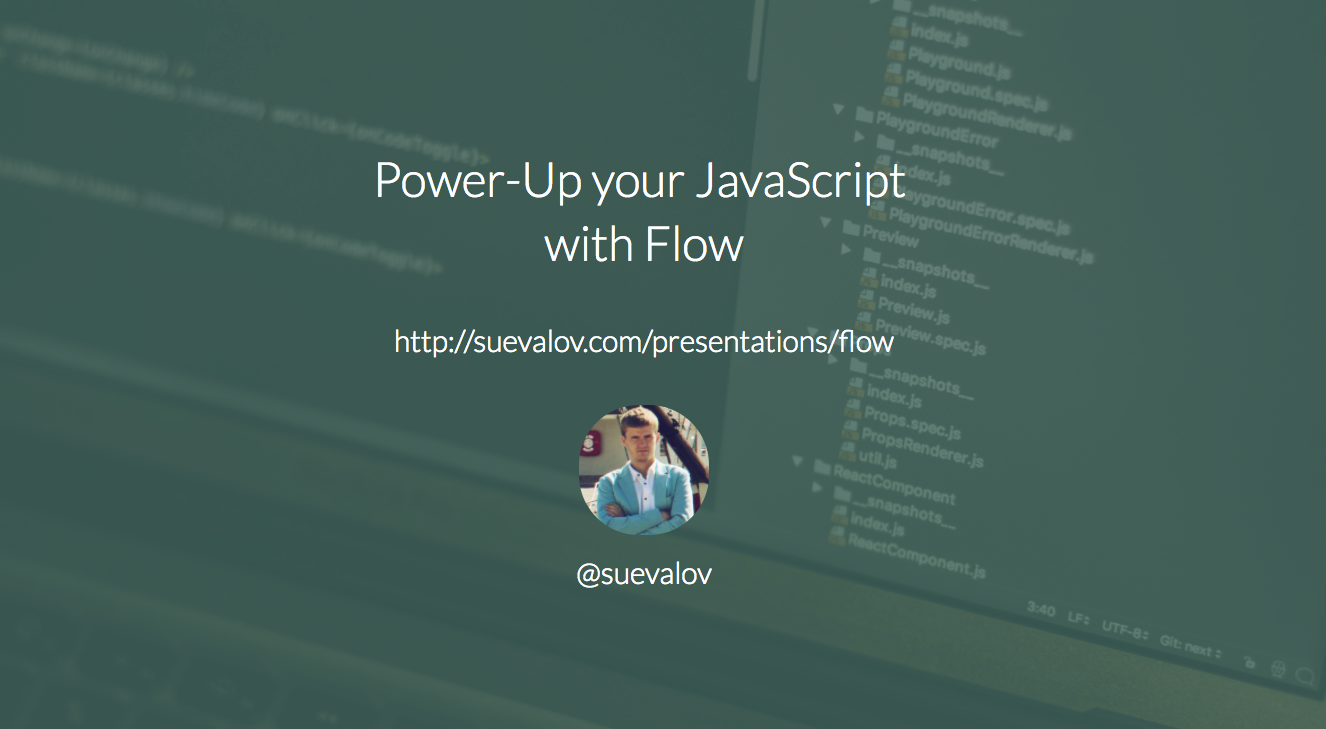 Power-Up your JavaScript
with Flow
http://suevalov.com/presentations/flow
@suevalov
__snapshots__
index.js
Playground.js
Playground.spec.js
PlaygroundRenderer.js
PlaygroundError
__snapshots__
index.js
PlaygroundError.spec.js
PlaygroundErrorRenderer.js
Preview
__snapshots__
index.js
Preview.js
Preview.spec.js
__snapshots__
index.js
Props.spec.js
PropsRenderer.js
util.js
ReactComponent
__snapshots__
index.js
ReactComponent.js
3:40 LF UTF-8 Git: next